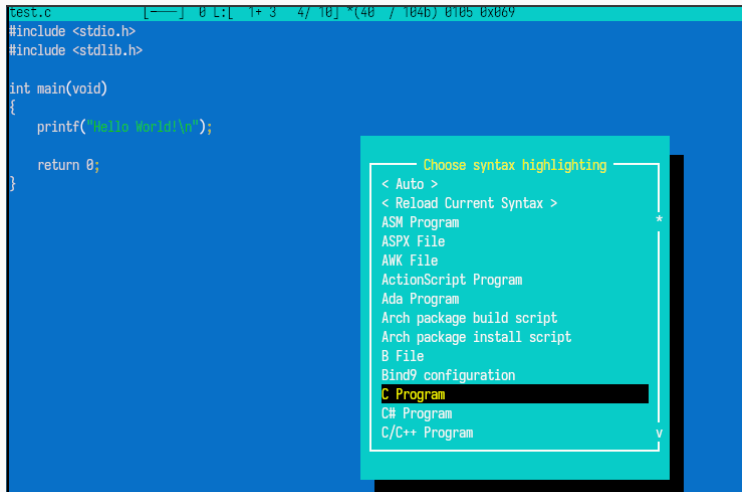 test.c [----] 0 L:[ 1+ 3 4/ 10] *(40 / 104b) 0105 0x069
#include <stdio.h>
#include <stdlib.h>
int main(void)
{
printf("Hello World!\n");
return 0;
}
Choose syntax highlighting
< Auto >
< Reload Current Syntax >
ASM Program
ASPX File
AWK File
ActionScript Program
Ada Program
Arch package build script
Arch package install script
B File
Bind9 configuration
C Program
C# Program
C/C++ Program